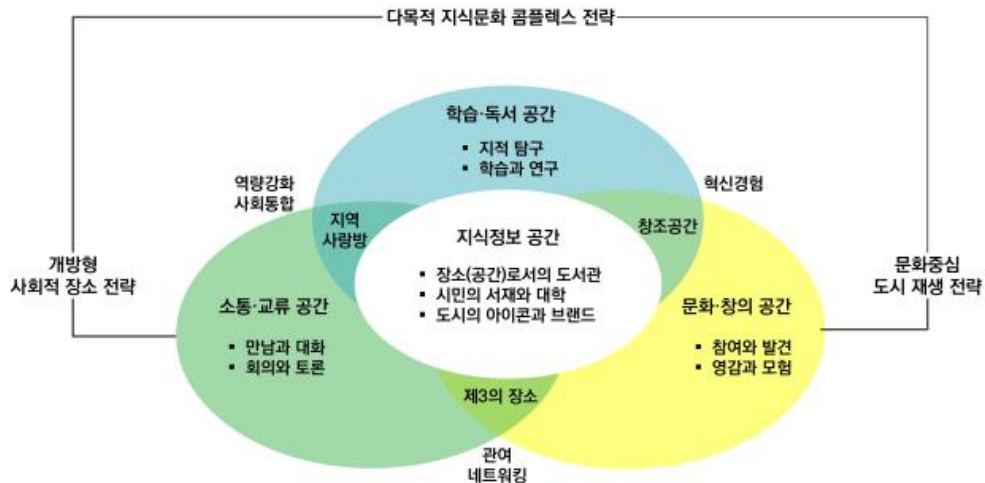 다목적 지식문화 콤플렉스 전략
학습·독서 공간
▪ 지적 탐구
▪ 학습과 연구
역량강화
사회통합
혁신경험
지역
사랑방
창조공간
지식정보 공간
▪ 장소(공간)로서의 도서관
▪ 시민의 서재와 대학
▪ 도시의 아이콘과 브랜드
개방형
사회적 장소 전략
문화중심
도시 재생 전략
소통·교류 공간
▪ 만남과 대화
▪ 회의와 토론
문화·창의 공간
▪ 참여와 발견
▪ 영감과 모험
제3의 장소
관여
네트워킹